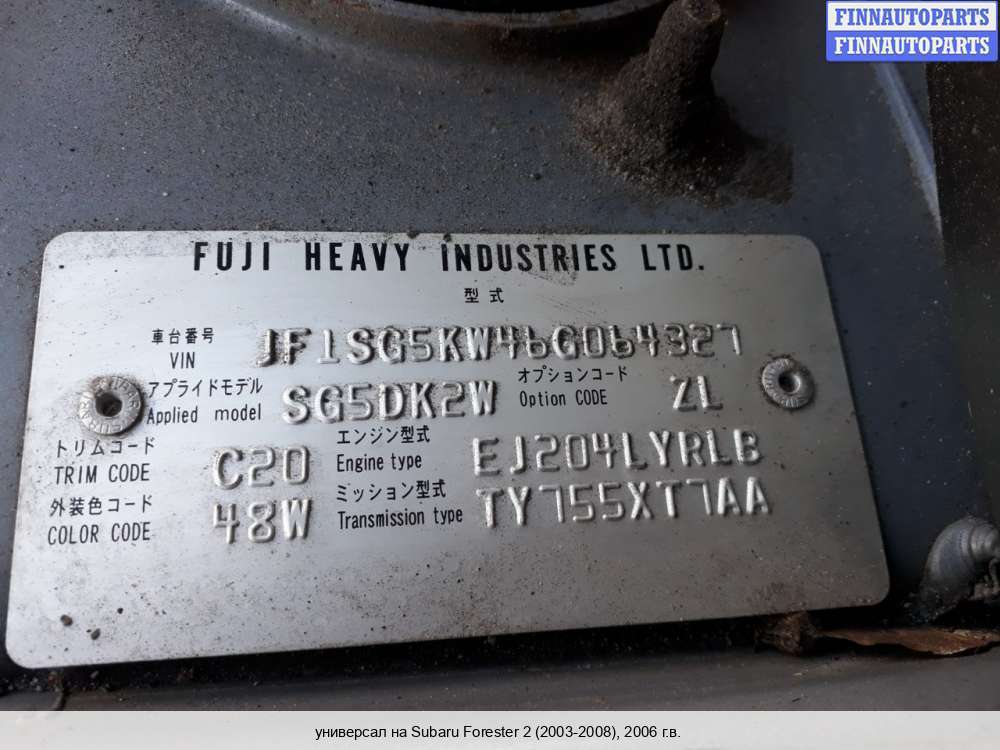 FINNAUTOPARTS
FINNAUTOPARTS
FUJI HEAVY INDUSTRIES LTD.
型式
車台番号
VIN JF1SG5KW46G064327
アプライドモデル オプションコード
Applied model SG5DK2W Option CODE ZL
トリムコード エンジン型式
TRIM CODE C20 Engine type EJ204LYRLB
外装色コード ミッション型式
COLOR CODE 48W Transmission type TY755XT7AA
универсал на Subaru Forester 2 (2003-2008), 2006 г.в.